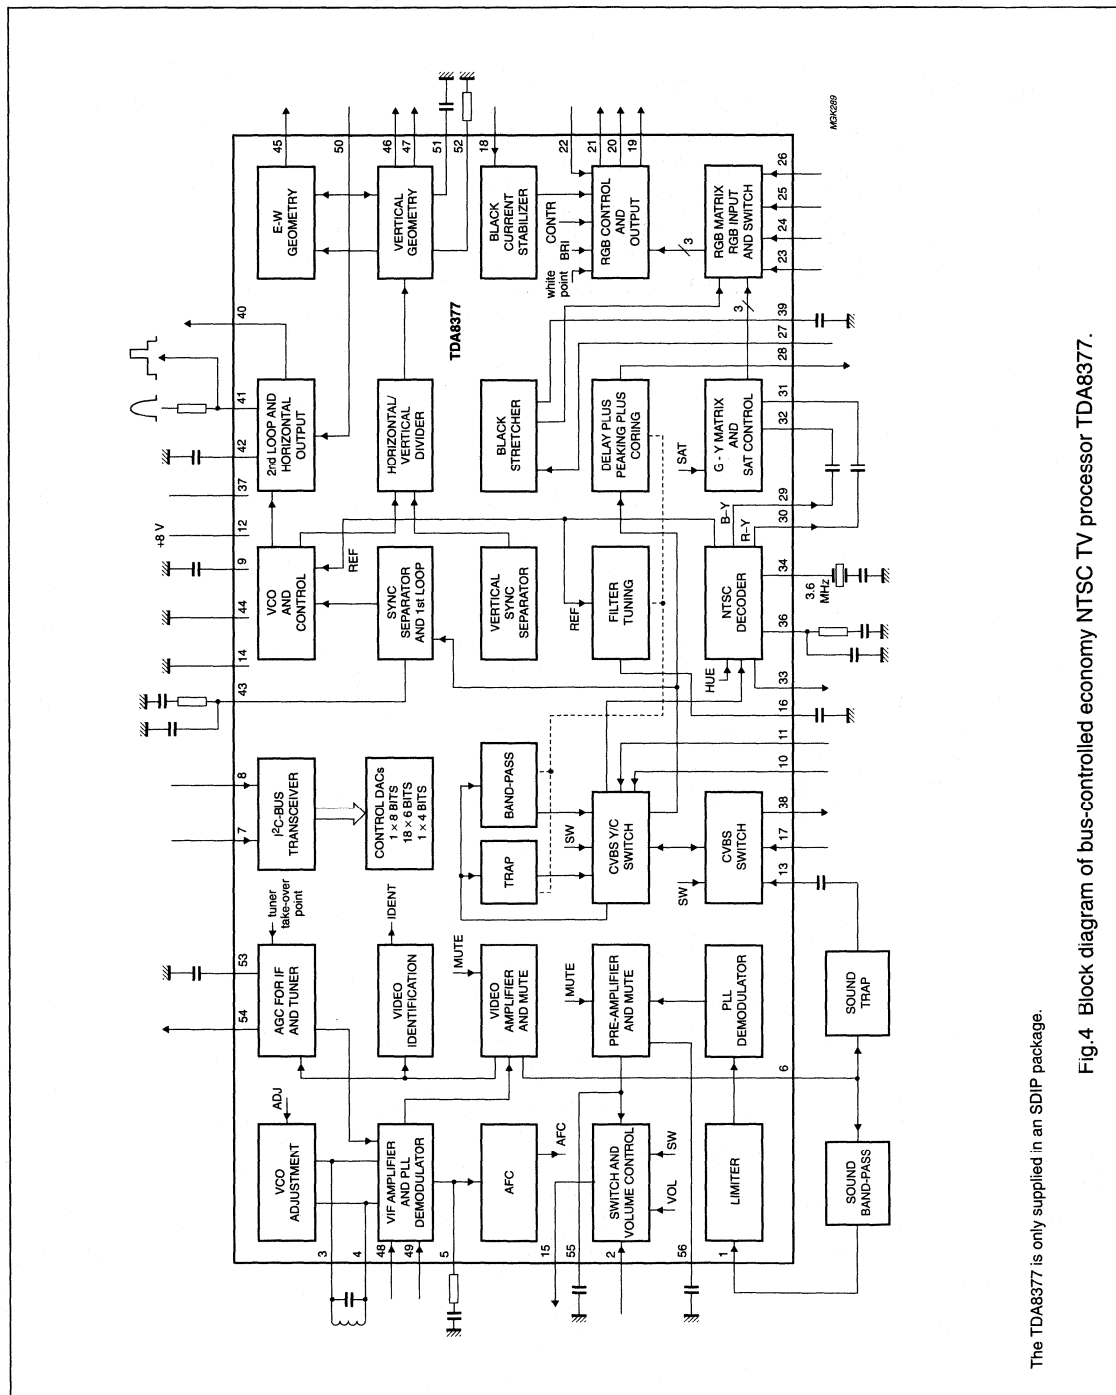 54
53
7
8
43
14
44
9
12
+8 V
37
42
41
40
ADJ
tuner
take-over
point
VCO
ADJUSTMENT
AGC FOR IF
AND TUNER
I²C-BUS
TRANSCEIVER
VCO
AND
CONTROL
2nd LOOP AND
HORIZONTAL
OUTPUT
E-W
GEOMETRY
45
50
3
4
48
49
5
VIF AMPLIFIER
AND PLL
DEMODULATOR
VIDEO
IDENTIFICATION
IDENT
CONTROL DACs
1 × 8 BITS
18 × 6 BITS
1 × 4 BITS
REF
SYNC
SEPARATOR
AND 1st LOOP
HORIZONTAL/
VERTICAL
DIVIDER
VERTICAL
GEOMETRY
46
47
51
52
TDA8377
AFC
AFC
MUTE
VIDEO
AMPLIFIER
AND MUTE
TRAP
BAND-PASS
VERTICAL
SYNC
SEPARATOR
BLACK
STRETCHER
BLACK
CURRENT
STABILIZER
18
15
55
2
56
SWITCH AND
VOLUME CONTROL
VOL
SW
MUTE
PRE-AMPLIFIER
AND MUTE
SW
CVBS Y/C
SWITCH
REF
FILTER
TUNING
DELAY PLUS
PEAKING PLUS
CORING
white
point
BRI
CONTR
RGB CONTROL
AND
OUTPUT
22
21
20
19
1
LIMITER
PLL
DEMODULATOR
SW
CVBS
SWITCH
HUE
NTSC
DECODER
B–Y
R–Y
SAT
G - Y MATRIX
AND
SAT CONTROL
3
3
RGB MATRIX
RGB INPUT
AND SWITCH
6
13
17
38
10
11
16
33
36
34
30
29
32
31
28
27
39
23
24
25
26
3.6
MHz
SOUND
BAND-PASS
SOUND
TRAP
MGK289
The TDA8377 is only supplied in an SDIP package.
Fig.4 Block diagram of bus-controlled economy NTSC TV processor TDA8377.